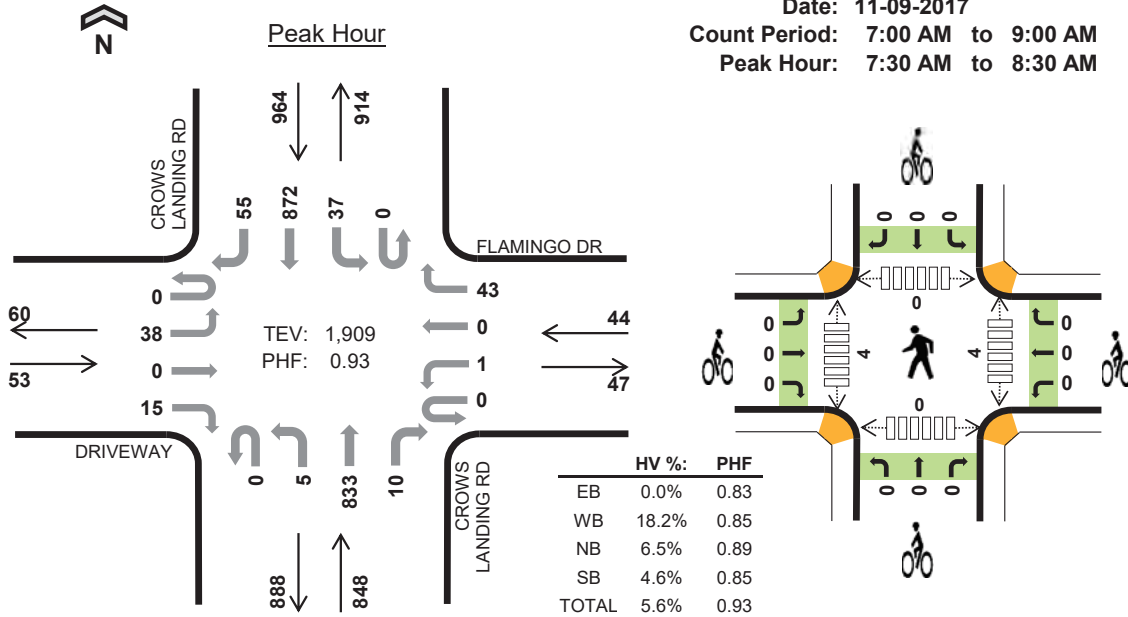 Date: 11-09-2017
Count Period: 7:00 AM to 9:00 AM
Peak Hour: 7:30 AM to 8:30 AM
N
Peak Hour
964
914
CROWS
LANDING RD
55
872
37
0
FLAMINGO DR
0
38
0
15
43
0
1
0
60
53
44
47
TEV: 1,909
PHF: 0.93
DRIVEWAY
0
5
833
10
CROWS
LANDING RD
888
848
HV %: PHF
EB 0.0% 0.83
WB 18.2% 0.85
NB 6.5% 0.89
SB 4.6% 0.85
TOTAL 5.6% 0.93
0 0 0
0
0
0
0
4
4
0
0
0
0
0 0 0